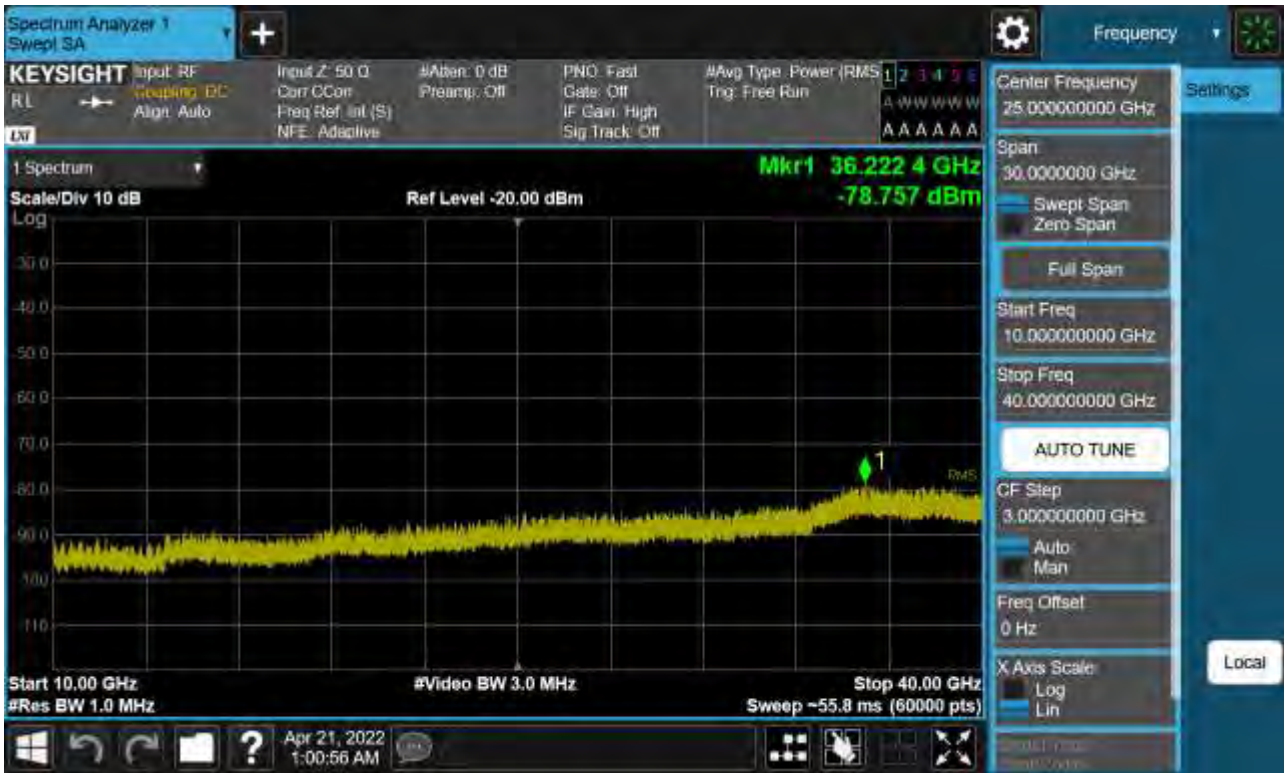 Spectrum Analyzer 1
Swept SA
Frequency
KEYSIGHT
Input: RF
Coupling: DC
Align: Auto
Input Z: 50 Ω
Corr CCorr
Freq Ref: Int (S)
NFE: Adaptive
#Atten: 0 dB
Preamp: Off
PNO: Fast
Gate: Off
IF Gain: High
Sig Track: Off
#Avg Type: Power (RMS
Trig: Free Run
1 2 3 4 5 6
A W W W W W
A A A A A A
RL
LXI
1 Spectrum
Scale/Div 10 dB
Log
Ref Level -20.00 dBm
Mkr1 36.222 4 GHz
-78.757 dBm
-30.0
-40.0
-50.0
-60.0
-70.0
-80.0
-90.0
-100
-110
1
RMS
Start 10.00 GHz
#Res BW 1.0 MHz
#Video BW 3.0 MHz
Stop 40.00 GHz
Sweep ~55.8 ms (60000 pts)
Center Frequency
25.000000000 GHz
Settings
Span
30.0000000 GHz
Swept Span
Zero Span
Full Span
Start Freq
10.000000000 GHz
Stop Freq
40.000000000 GHz
AUTO TUNE
CF Step
3.000000000 GHz
Auto
Man
Freq Offset
0 Hz
X Axis Scale
Log
Lin
Local
?
Apr 21, 2022
1:00:56 AM